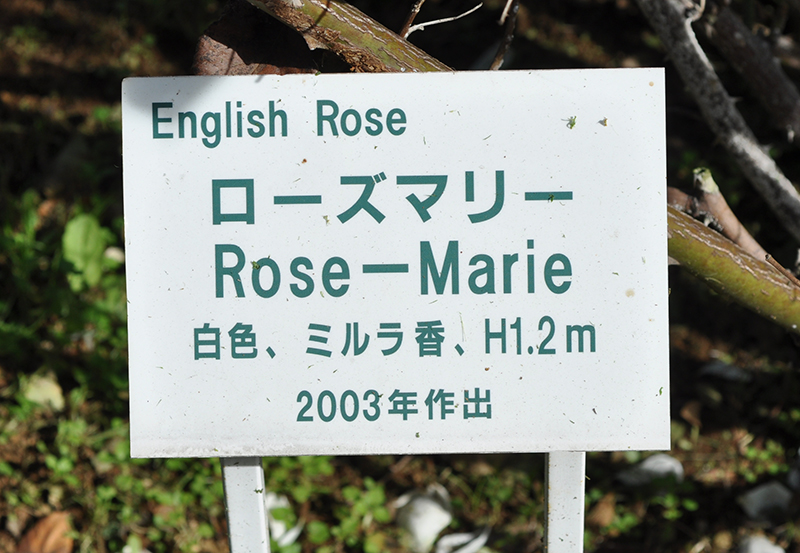 English Rose
ローズマリー
Rose－Marie
白色、ミルラ香、H1.2m
2003年作出